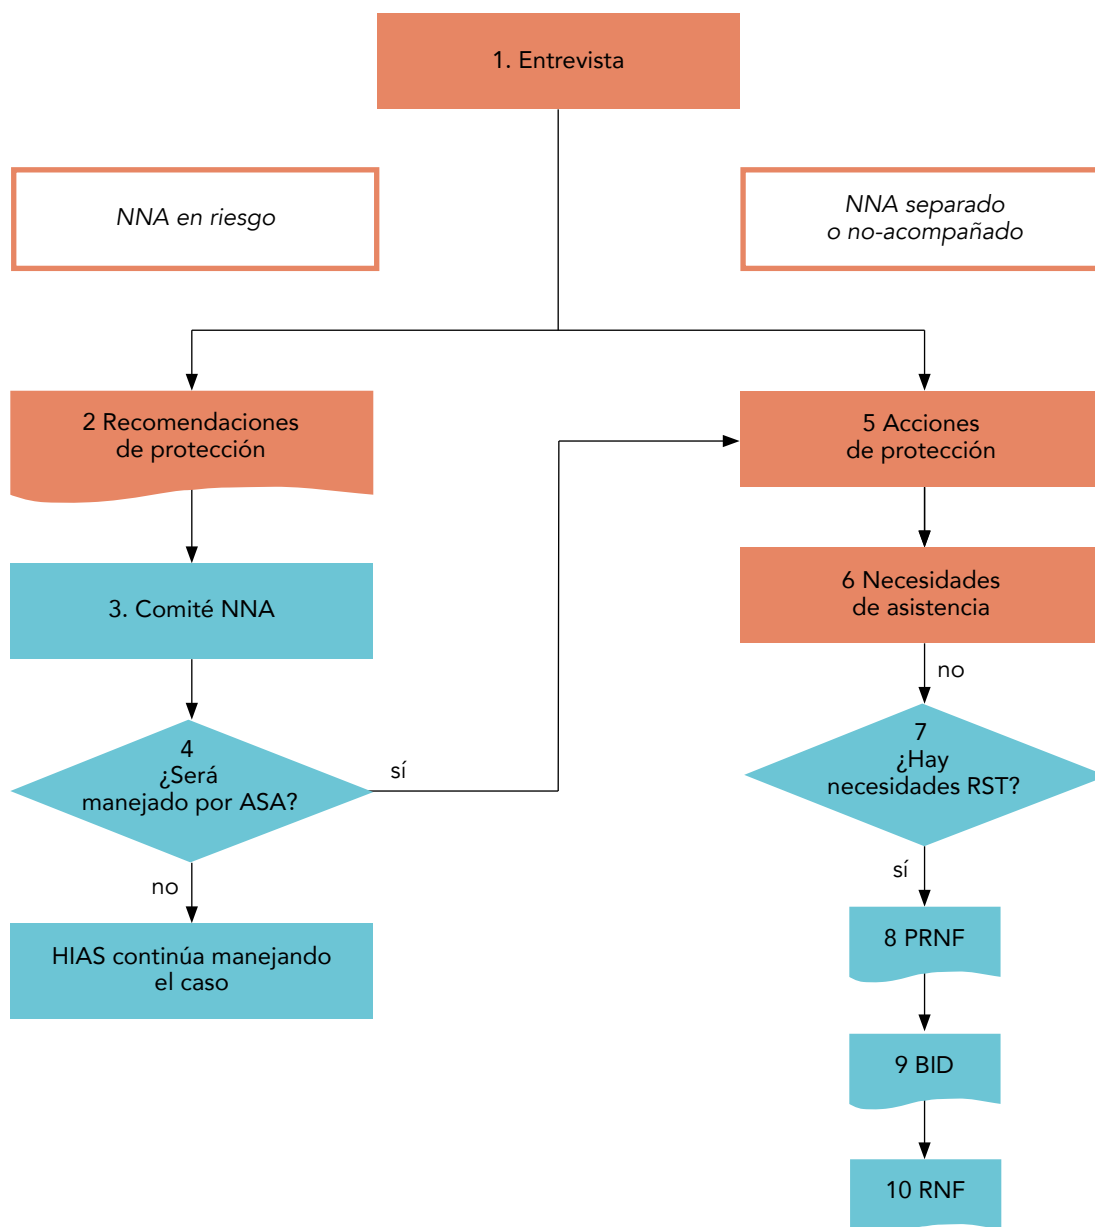 1. Entrevista
NNA en riesgo
NNA separado
o no-acompañado
2 Recomendaciones
de protección
5 Acciones
de protección
3. Comité NNA
6 Necesidades
de asistencia
no
4
¿Será
manejado por ASA?
sí
7
¿Hay
necesidades RST?
no
sí
HIAS continúa manejando
el caso
8 PRNF
9 BID
10 RNF